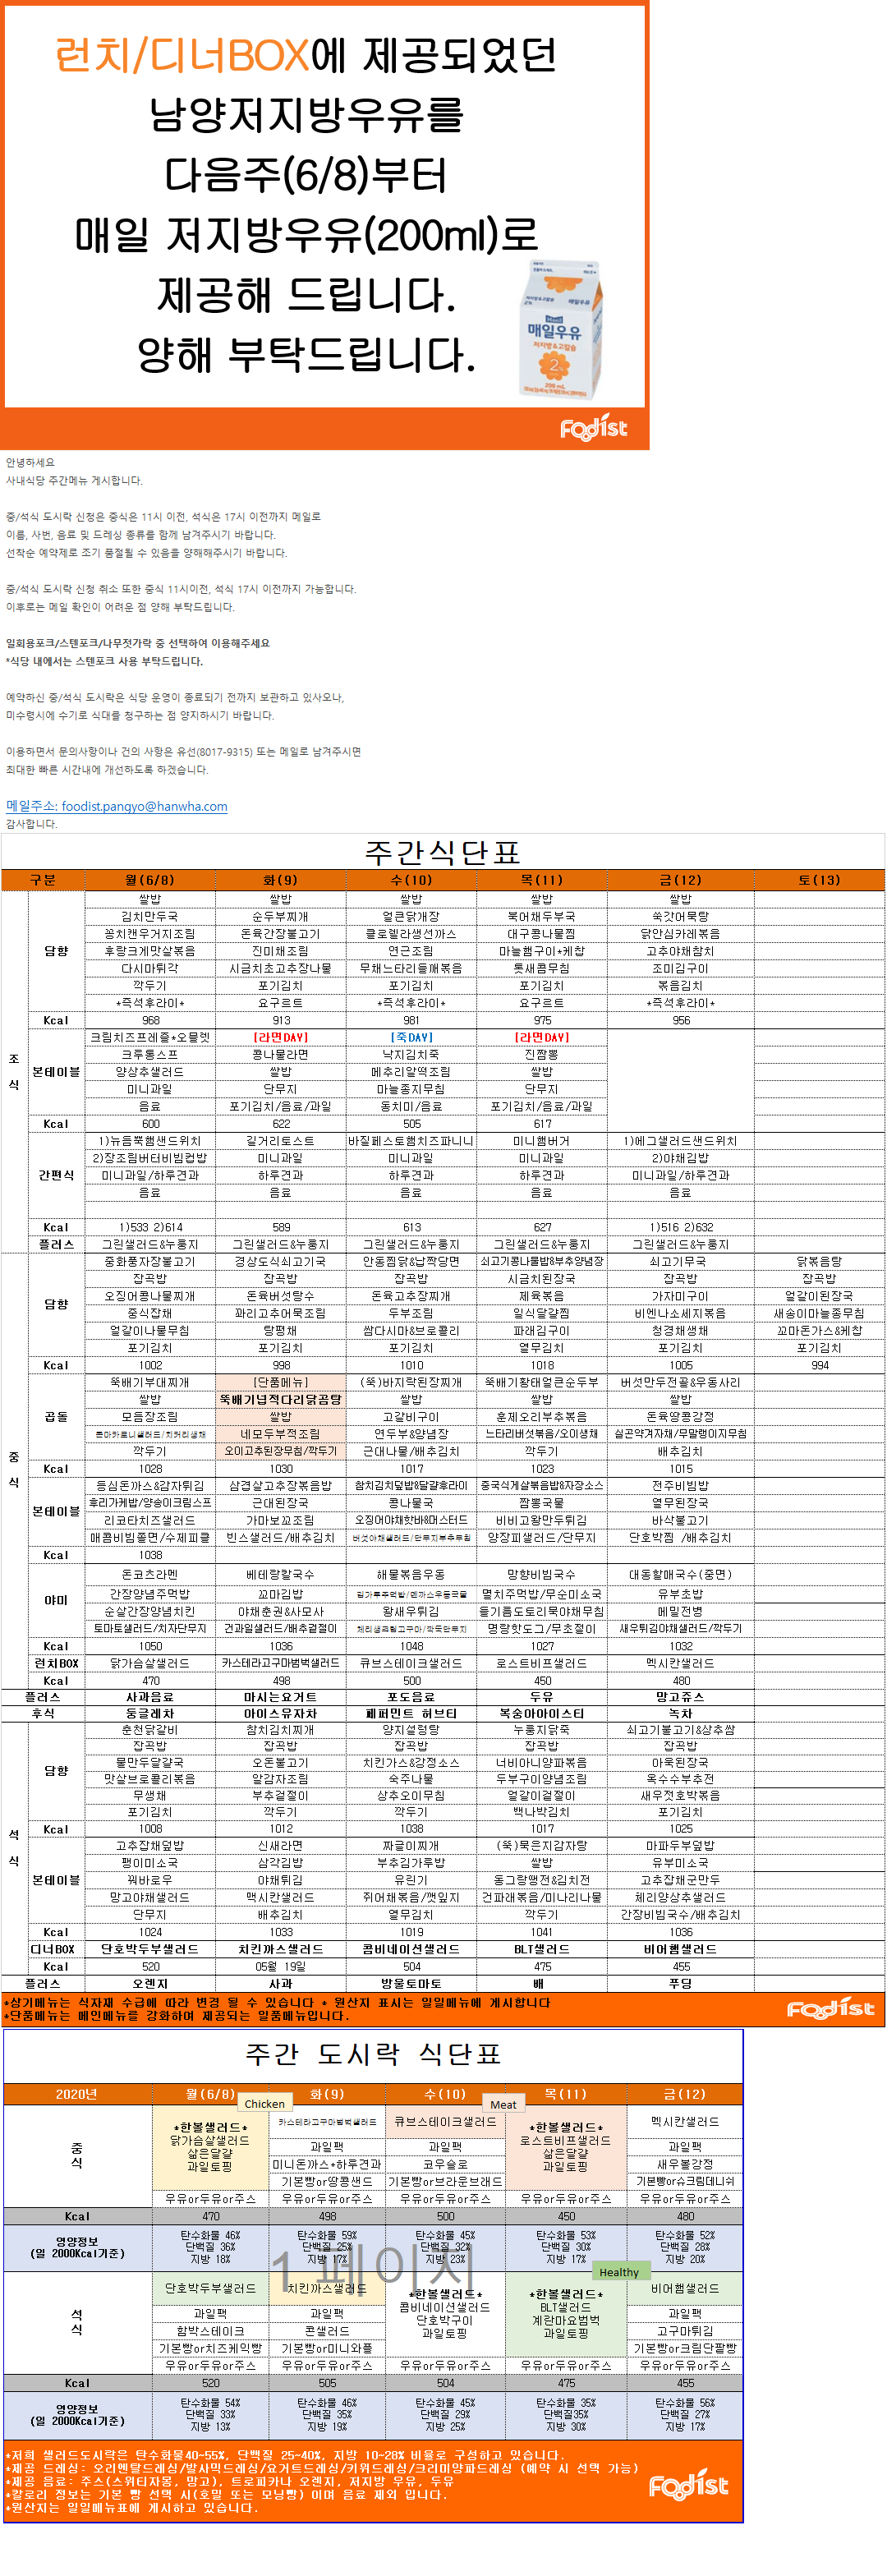 런치/디너BOX에 제공되었던
남양저지방우유를
다음주(6/8)부터
매일 저지방우유(200ml)로
제공해 드립니다.
양해 부탁드립니다.
매일우유
Fodist
안녕하세요
사내식당 주간메뉴 게시합니다.
중/석식 도시락 신청은 중식은 11시 이전, 석식은 17시 이전까지 메일로
이름, 사번, 음료 및 드레싱 종류를 함께 남겨주시기 바랍니다.
선착순 예약제로 조기 품절될 수 있음을 양해해주시기 바랍니다.
중/석식 도시락 신청 취소 또한 중식 11시이전, 석식 17시 이전까지 가능합니다.
이후로는 메일 확인이 어려운 점 양해 부탁드립니다.
일회용포크/스텐포크/나무젓가락 중 선택하여 이용해주세요
*식당 내에서는 스텐포크 사용 부탁드립니다.
예약하신 중/석식 도시락은 식당 운영이 종료되기 전까지 보관하고 있사오나,
미수령시에 수기로 식대를 청구하는 점 양지하시기 바랍니다.
이용하면서 문의사항이나 건의 사항은 유선(8017-9315) 또는 메일로 남겨주시면
최대한 빠른 시간내에 개선하도록 하겠습니다.
메일주소: foodist.pangyo@hanwha.com
감사합니다.
주간식단표
구분 월(6/8) 화(9) 수(10) 목(11) 금(12) 토(13)
조식
담향 쌀밥 쌀밥 쌀밥 쌀밥 쌀밥
김치만두국 순두부찌개 얼큰닭개장 북어채두부국 쑥갓어묵탕
꽁치캔우거지조림 돈육간장불고기 클로렐라생선까스 대구콩나물찜 닭안심카레볶음
후랑크게맛살볶음 진미채조림 연근조림 마늘햄구이*케찹 고추야채참치
다시마튀각 시금치초고추장나물 무채느타리들깨볶음 톳새콤무침 조미김구이
깍두기 포기김치 포기김치 포기김치 볶음김치
*즉석후라이* 요구르트 *즉석후라이* 요구르트 *즉석후라이*
Kcal 968 913 981 975 956
본테이블 크림치즈프레즐*오믈렛 [라면DAY] [죽DAY] [라면DAY]
크루통스프 콩나물라면 낙지김치죽 진짬뽕
양상추샐러드 쌀밥 메추리알떡조림 쌀밥
미니과일 단무지 마늘종지무침 단무지
음료 포기김치/음료/과일 동치미/음료 포기김치/음료/과일
Kcal 600 622 505 617
간편식 1)뉴욕뚝햄샌드위치 길거리토스트 바질페스토햄치즈파니니 미니햄버거 1)에그샐러드샌드위치
2)장조림버터비빔컵밥 미니과일 미니과일 미니과일 2)야채김밥
미니과일/하루견과 하루견과 하루견과 하루견과 미니과일/하루견과
음료 음료 음료 음료 음료
Kcal 1)533 2)614 589 613 627 1)516 2)632
플러스 그린샐러드&누룽지 그린샐러드&누룽지 그린샐러드&누룽지 그린샐러드&누룽지 그린샐러드&누룽지
중식
담향 중화풍자장불고기 경상도식쇠고기국 안동찜닭&납작당면 쇠고기콩나물밥&부추양념장 쇠고기무국 닭볶음탕
잡곡밥 잡곡밥 잡곡밥 시금치된장국 잡곡밥 잡곡밥
오징어콩나물찌개 돈육버섯탕수 돈육고추장찌개 제육볶음 가자미구이 얼갈이된장국
중식잡채 꽈리고추어묵조림 두부조림 일식달걀찜 비엔나소세지볶음 새송이마늘종무침
얼갈이나물무침 탕평채 쌈다시마&브로콜리 파래김구이 청경채생채 꼬마돈가스&케찹
포기김치 포기김치 포기김치 열무김치 포기김치 포기김치
Kcal 1002 998 1010 1018 1005 994
곰돌 뚝배기부대찌개 [단품메뉴] (뚝)바지락된장찌개 뚝배기황태얼큰순두부 버섯만두전골&우동사리
쌀밥 뚝배기넙적다리닭곰탕 쌀밥 쌀밥 쌀밥
모듬장조림 쌀밥 고갈비구이 훈제오리부추볶음 돈육땅콩강정
콘마카로니샐러드/치커리생채 네모두부적조림 연두부&양념장 느타리버섯볶음/오이생채 실곤약겨자채/무말랭이지무침
깍두기 오이고추된장무침/깍두기 근대나물/배추김치 깍두기 배추김치
Kcal 1028 1030 1017 1023 1015
본테이블 등심돈까스&감자튀김 삼겹살고추장볶음밥 참치김치덮밥&달걀후라이 중국식게살볶음밥&자장소스 전주비빔밥
후리가케밥/양송이크림스프 근대된장국 콩나물국 짬뽕국물 열무된장국
리코타치즈샐러드 가마보꼬조림 오징어야채핫바&머스터드 비비고왕만두튀김 바삭불고기
매콤비빔쫄면/수제피클 빈스샐러드/배추김치 버섯야채샐러드/단무지부추무침 양장피샐러드/단무지 단호박찜 /배추김치
Kcal 1038
야미 돈코츠라멘 베테랑칼국수 해물볶음우동 망향비빔국수 대동할매국수(중면)
간장양념주먹밥 꼬마김밥 김가루주먹밥/멘까스우동국물 멸치주먹밥/무순미소국 유부초밥
순살간장양념치킨 야채춘권&사모사 왕새우튀김 들기름도토리묵야채무침 메밀전병
토마토샐러드/치자단무지 건과일샐러드/배추겉절이 체리생크림고구마/깍둑단무지 명량핫도그/무초절이 새우튀김야채샐러드/깍두기
Kcal 1050 1036 1048 1027 1032
런치BOX 닭가슴살샐러드 카스테라고구마범벅샐러드 큐브스테이크샐러드 로스트비프샐러드 멕시칸샐러드
Kcal 470 498 500 450 480
플러스 사과음료 마시는요거트 포도음료 두유 망고쥬스
후식 둥글레차 아이스유자차 페퍼민트 허브티 복숭아아이스티 녹차
석식
담향 춘천닭갈비 참치김치찌개 양지설렁탕 누룽지닭죽 쇠고기불고기&상추쌈
잡곡밥 잡곡밥 잡곡밥 잡곡밥 잡곡밥
물만두달걀국 오돈불고기 치킨가스&강정소스 너비아니양파볶음 아욱된장국
맛살브로콜리볶음 알감자조림 숙주나물 두부구이양념조림 옥수수부추전
무생채 부추겉절이 상추오이무침 얼갈이겉절이 새우젓호박볶음
포기김치 깍두기 깍두기 백나박김치 포기김치
Kcal 1008 1012 1038 1017 1025
본테이블 고추잡채덮밥 신새라면 짜글이찌개 (뚝)묵은지감자탕 마파두부덮밥
팽이미소국 삼각김밥 부추김가루밥 쌀밥 유부미소국
꿔바로우 야채튀김 유린기 동그랑땡전&김치전 고추잡채군만두
망고야채샐러드 맥시칸샐러드 쥐어채볶음/깻잎지 건파래볶음/미나리나물 체리양상추샐러드
단무지 배추김치 열무김치 깍두기 간장비빔국수/배추김치
Kcal 1024 1033 1019 1041 1036
디너BOX 단호박두부샐러드 치킨까스샐러드 콤비네이션샐러드 BLT샐러드 비어햄샐러드
Kcal 520 05월 19일 504 475 455
플러스 오렌지 사과 방울토마토 배 푸딩
*상기메뉴는 식자재 수급에 따라 변경 될 수 있습니다 * 원산지 표시는 일일메뉴에 게시합니다
*단품메뉴는 메인메뉴를 강화하여 제공되는 일품메뉴입니다.
Fodist
주간 도시락 식단표
2020년 월(6/8) 화(9) 수(10) 목(11) 금(12)
Chicken Meat
중식
*한볼샐러드* 카스테라고구마범벅샐러드 큐브스테이크샐러드 *한볼샐러드* 멕시칸샐러드
닭가슴살샐러드 과일팩 과일팩 로스트비프샐러드 과일팩
삶은달걀 미니돈까스*하루견과 코우슬로 삶은달걀 새우볼강정
과일토핑 기본빵or땅콩샌드 기본빵or브라운브래드 과일토핑 기본빵or슈크림데니쉬
우유or두유or주스 우유or두유or주스 우유or두유or주스 우유or두유or주스 우유or두유or주스
Kcal 470 498 500 450 480
영양정보 탄수화물 46% 탄수화물 59% 탄수화물 45% 탄수화물 53% 탄수화물 52%
(일 2000Kcal기준) 단백질 36% 단백질 25% 단백질 32% 단백질 30% 단백질 28%
지방 18% 지방 17% 지방 23% 지방 17% 지방 20%
1 페이지
Healthy
석식
단호박두부샐러드 치킨까스샐러드 *한볼샐러드* *한볼샐러드* 비어햄샐러드
과일팩 과일팩 콤비네이션샐러드 BLT샐러드 과일팩
함박스테이크 콘샐러드 단호박구이 계란마요범벅 고구마튀김
기본빵or치즈케익빵 기본빵or미니와플 과일토핑 과일토핑 기본빵or크림단팥빵
우유or두유or주스 우유or두유or주스 우유or두유or주스 우유or두유or주스 우유or두유or주스
Kcal 520 505 504 475 455
영양정보 탄수화물 54% 탄수화물 46% 탄수화물 45% 탄수화물 35% 탄수화물 56%
(일 2000Kcal기준) 단백질 33% 단백질 35% 단백질 29% 단백질35% 단백질 27%
지방 13% 지방 19% 지방 25% 지방 30% 지방 17%
*저희 샐러드도시락은 탄수화물40~55%, 단백질 25~40%, 지방 10~28% 비율로 구성하고 있습니다.
*제공 드레싱: 오리엔탈드레싱/발사믹드레싱/요거트드레싱/키위드레싱/크리미양파드레싱 (예약 시 선택 가능)
*제공 음료: 주스(스위티자몽, 망고), 트로피카나 오렌지, 저지방 우유, 두유
*칼로리 정보는 기본 빵 선택 시(호밀 또는 모닝빵) 이며 음료 제외 입니다.
*원산지는 일일메뉴표에 게시하고 있습니다.
Fodist